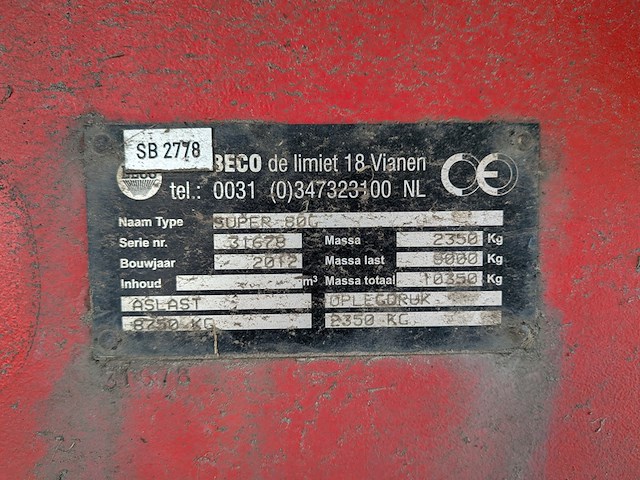 SB 2778
BECO de limiet 18 Vianen
BECO
tel.: 0031 (0)347323100 NL
CE
Naam Type SUPER 80G
Serie nr. 31678 Massa 2350 Kg
Bouwjaar 2012 Massa last 8000 Kg
Inhoud m³ Massa totaal 10350 Kg
ASLAST OPLEGDRUK
8750 KG 2350 KG
31678